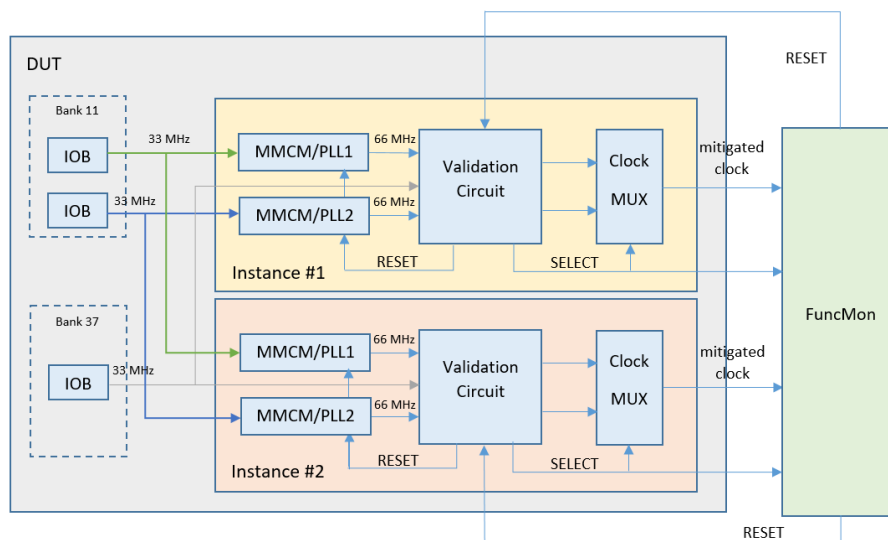 RESET
DUT
Bank 11
IOB
33 MHz
IOB
33 MHz
MMCM/PLL1
66 MHz
MMCM/PLL2
66 MHz
Validation
Circuit
Clock
MUX
mitigated
clock
RESET
SELECT
Instance #1
FuncMon
Bank 37
IOB
33 MHz
MMCM/PLL1
66 MHz
MMCM/PLL2
66 MHz
Validation
Circuit
Clock
MUX
mitigated
clock
RESET
SELECT
Instance #2
RESET